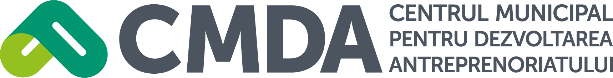 CMDA
CENTRUL MUNICIPAL
PENTRU DEZVOLTAREA
ANTREPRENORIATULUI